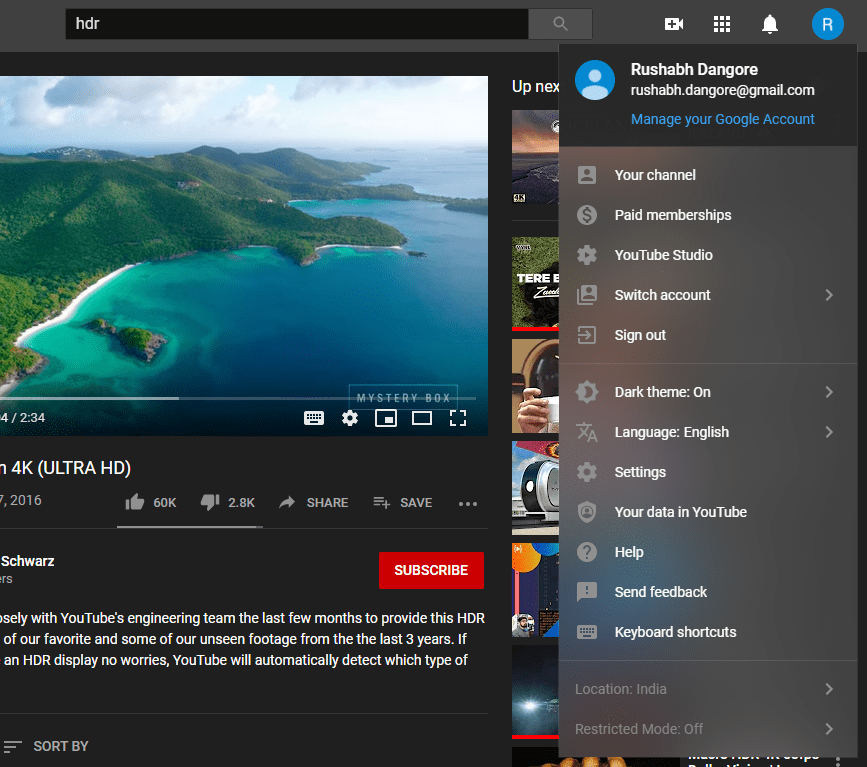 hdr
R
Up nex
Rushabh Dangore
rushabh.dangore@gmail.com
Manage your Google Account
Your channel
Paid memberships
YouTube Studio
Switch account
Sign out
Dark theme: On
Language: English
Settings
Your data in YouTube
Help
Send feedback
Keyboard shortcuts
Location: India
Restricted Mode: Off
4K
TERE
MYSTERY BOX
4 / 2:34
n 4K (ULTRA HD)
7, 2016
60K
2.8K
SHARE
SAVE
Schwarz
ers
SUBSCRIBE
osely with YouTube's engineering team the last few months to provide this HDR
of our favorite and some of our unseen footage from the the last 3 years. If
an HDR display no worries, YouTube will automatically detect which type of
SORT BY